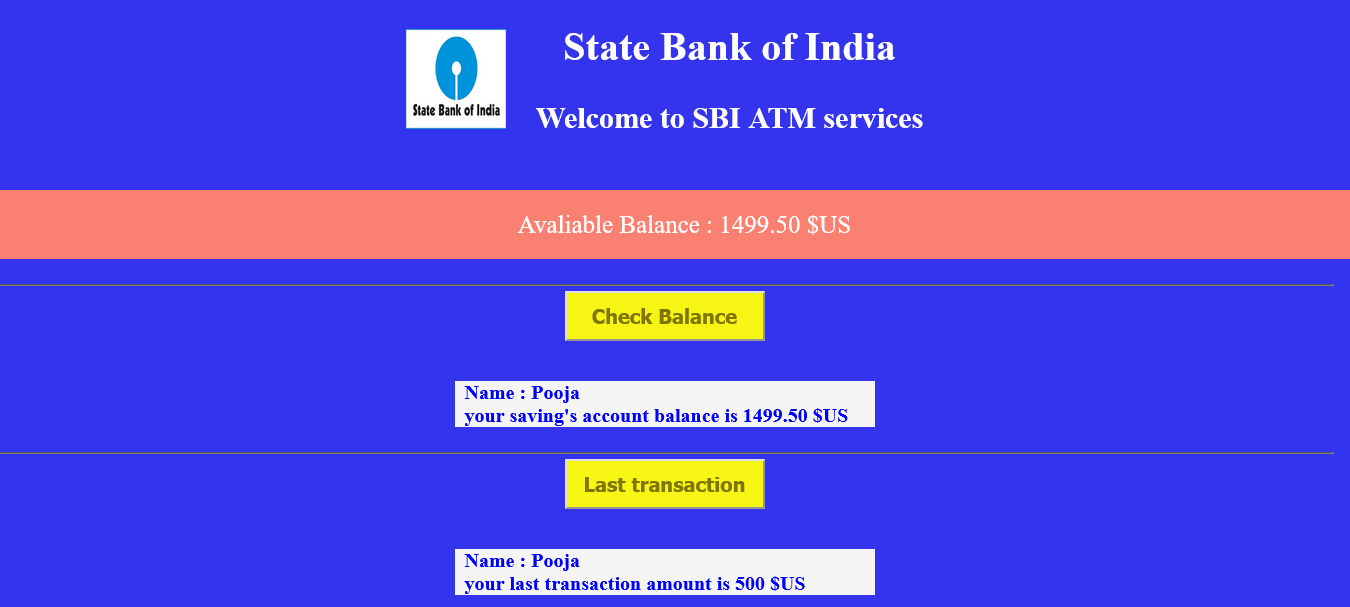 State Bank of India
State Bank of India
Welcome to SBI ATM services
Avaliable Balance : 1499.50 $US
Check Balance
Name : Pooja
your saving's account balance is 1499.50 $US
Last transaction
Name : Pooja
your last transaction amount is 500 $US